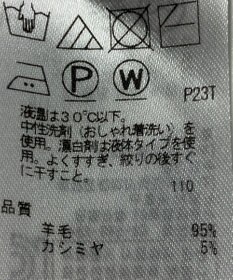 P W
P23T
液温は30℃以下。
中性洗剤(おしゃれ着洗い)を
使用。漂白剤は液体タイプを使
用。よくすすぎ、絞りの後すぐ
に干すこと。
110
品質
羊毛 95%
カシミヤ 5%